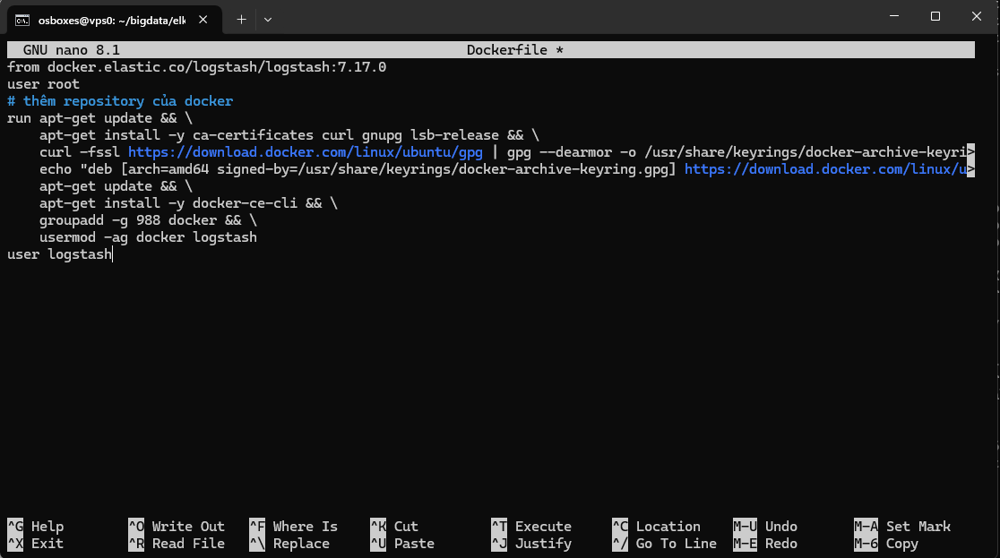 osboxes@vps0: ~/bigdata/elk
GNU nano 8.1 Dockerfile *
from docker.elastic.co/logstash/logstash:7.17.0
user root
# thêm repository của docker
run apt-get update && \
apt-get install -y ca-certificates curl gnupg lsb-release && \
curl -fssl https://download.docker.com/linux/ubuntu/gpg | gpg --dearmor -o /usr/share/keyrings/docker-archive-keyri>
echo "deb [arch=amd64 signed-by=/usr/share/keyrings/docker-archive-keyring.gpg] https://download.docker.com/linux/u>
apt-get update && \
apt-get install -y docker-ce-cli && \
groupadd -g 988 docker && \
usermod -ag docker logstash
user logstash
^G Help ^O Write Out ^F Where Is ^K Cut ^T Execute ^C Location M-U Undo M-A Set Mark
^X Exit ^R Read File ^\ Replace ^U Paste ^J Justify ^/ Go To Line M-E Redo M-6 Copy